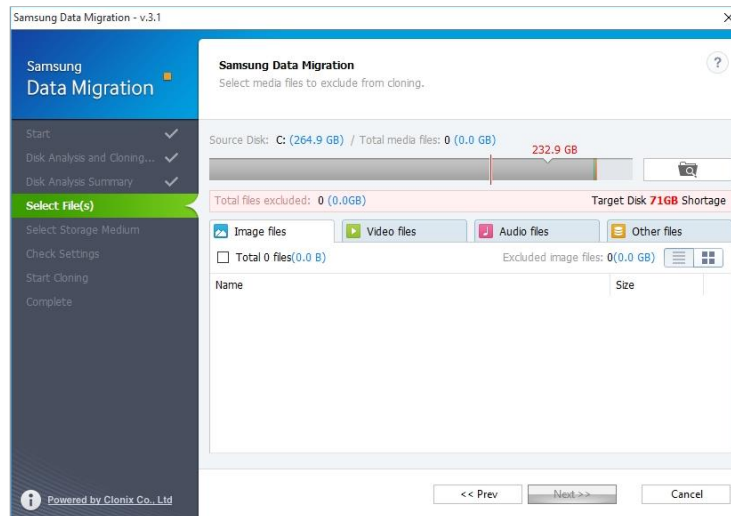 Samsung Data Migration - v.3.1
Samsung
Data Migration
Start
Disk Analysis and Cloning...
Disk Analysis Summary
Select File(s)
Select Storage Medium
Check Settings
Start Cloning
Complete
Powered by Clonix Co., Ltd
Samsung Data Migration
Select media files to exclude from cloning.
?
Source Disk: C: (264.9 GB) / Total media files: 0 (0.0 GB)
232.9 GB
Total files excluded: 0 (0.0GB) Target Disk 71GB Shortage
Image files Video files Audio files Other files
Total 0 files(0.0 B) Excluded image files: 0(0.0 GB)
Name Size
<< Prev Next >> Cancel